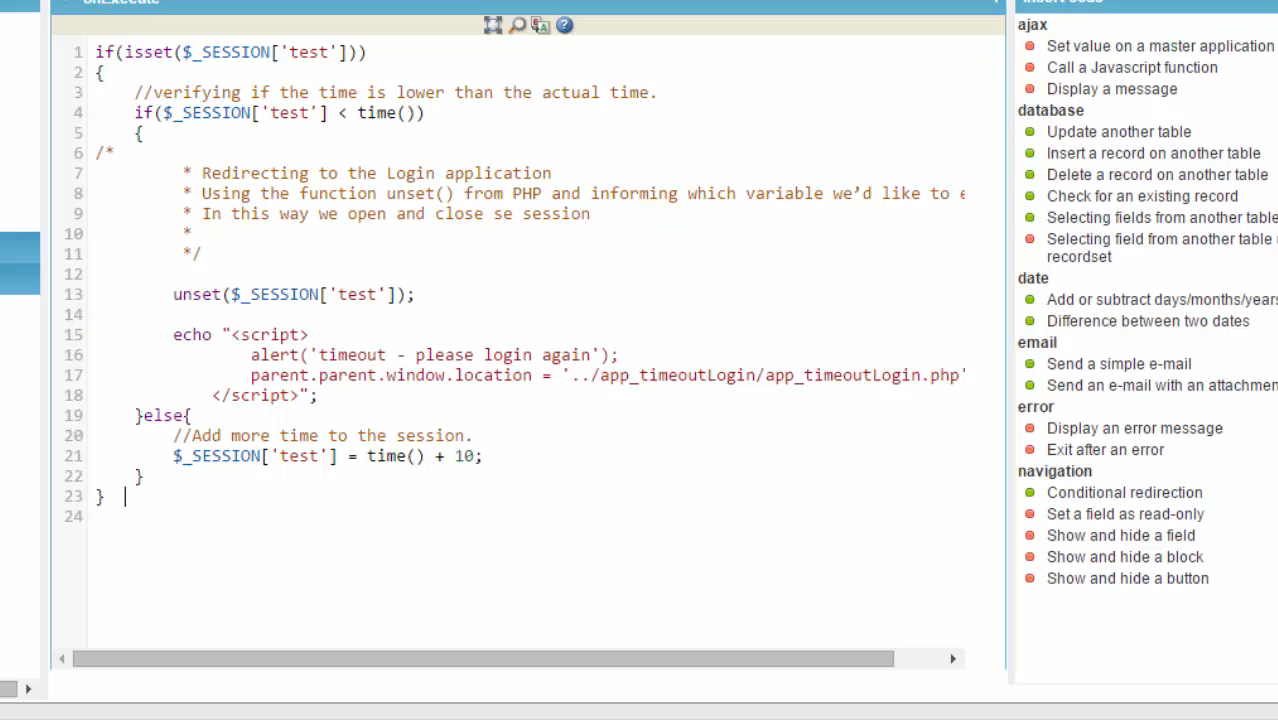 onExecute
1 if(isset($_SESSION['test']))
2 {
3 //verifying if the time is lower than the actual time.
4 if($_SESSION['test'] < time())
5 {
6 /*
7 * Redirecting to the Login application
8 * Using the function unset() from PHP and informing which variable we’d like to e
9 * In this way we open and close se session
10 *
11 */
12
13 unset($_SESSION['test']);
14
15 echo "<script>
16 alert('timeout - please login again');
17 parent.parent.window.location = '../app_timeoutLogin/app_timeoutLogin.php'
18 </script>";
19 }else{
20 //Add more time to the session.
21 $_SESSION['test'] = time() + 10;
22 }
23 }
24
Insert code
ajax
Set value on a master application
Call a Javascript function
Display a message
database
Update another table
Insert a record on another table
Delete a record on another table
Check for an existing record
Selecting fields from another table
Selecting field from another table
recordset
date
Add or subtract days/months/years
Difference between two dates
email
Send a simple e-mail
Send an e-mail with an attachmen
error
Display an error message
Exit after an error
navigation
Conditional redirection
Set a field as read-only
Show and hide a field
Show and hide a block
Show and hide a button